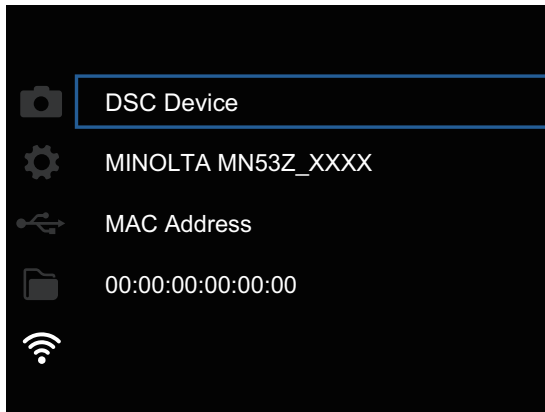 DSC Device
MINOLTA MN53Z_XXXX
MAC Address
00:00:00:00:00:00